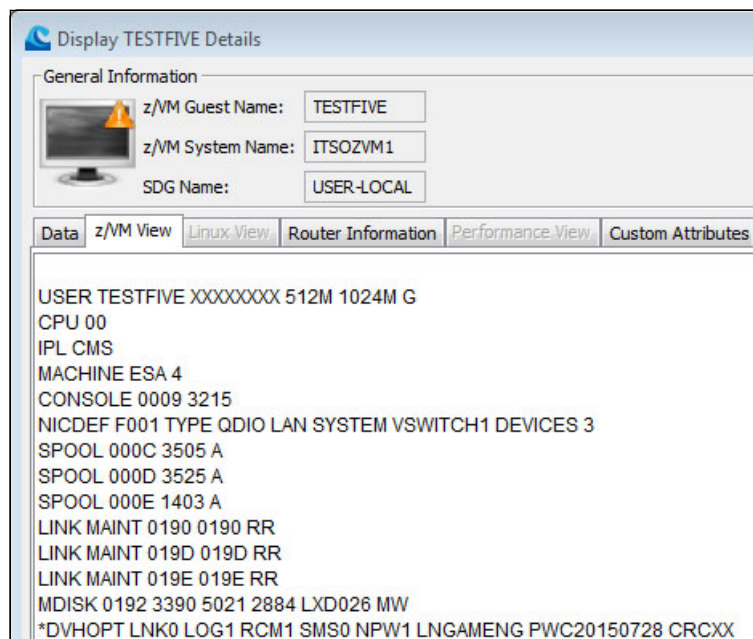 Display TESTFIVE Details
General Information
z/VM Guest Name: TESTFIVE
z/VM System Name: ITSOZVM1
SDG Name: USER-LOCAL
Data z/VM View Linux View Router Information Performance View Custom Attributes
USER TESTFIVE XXXXXXXX 512M 1024M G
CPU 00
IPL CMS
MACHINE ESA 4
CONSOLE 0009 3215
NICDEF F001 TYPE QDIO LAN SYSTEM VSWITCH1 DEVICES 3
SPOOL 000C 3505 A
SPOOL 000D 3525 A
SPOOL 000E 1403 A
LINK MAINT 0190 0190 RR
LINK MAINT 019D 019D RR
LINK MAINT 019E 019E RR
MDISK 0192 3390 5021 2884 LXD026 MW
*DVHOPT LNK0 LOG1 RCM1 SMS0 NPW1 LNGAMENG PWC20150728 CRCXX